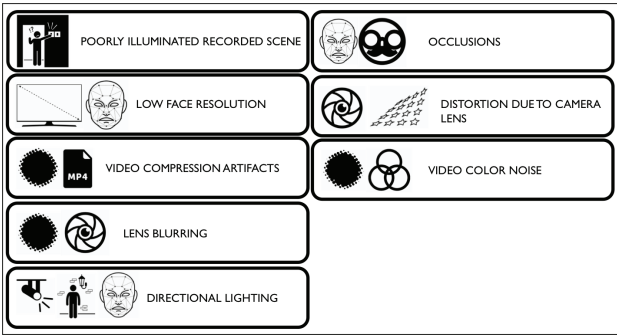 POORLY ILLUMINATED RECORDED SCENE
LOW FACE RESOLUTION
MP4
VIDEO COMPRESSION ARTIFACTS
LENS BLURRING
DIRECTIONAL LIGHTING
OCCLUSIONS
DISTORTION DUE TO CAMERA
LENS
VIDEO COLOR NOISE